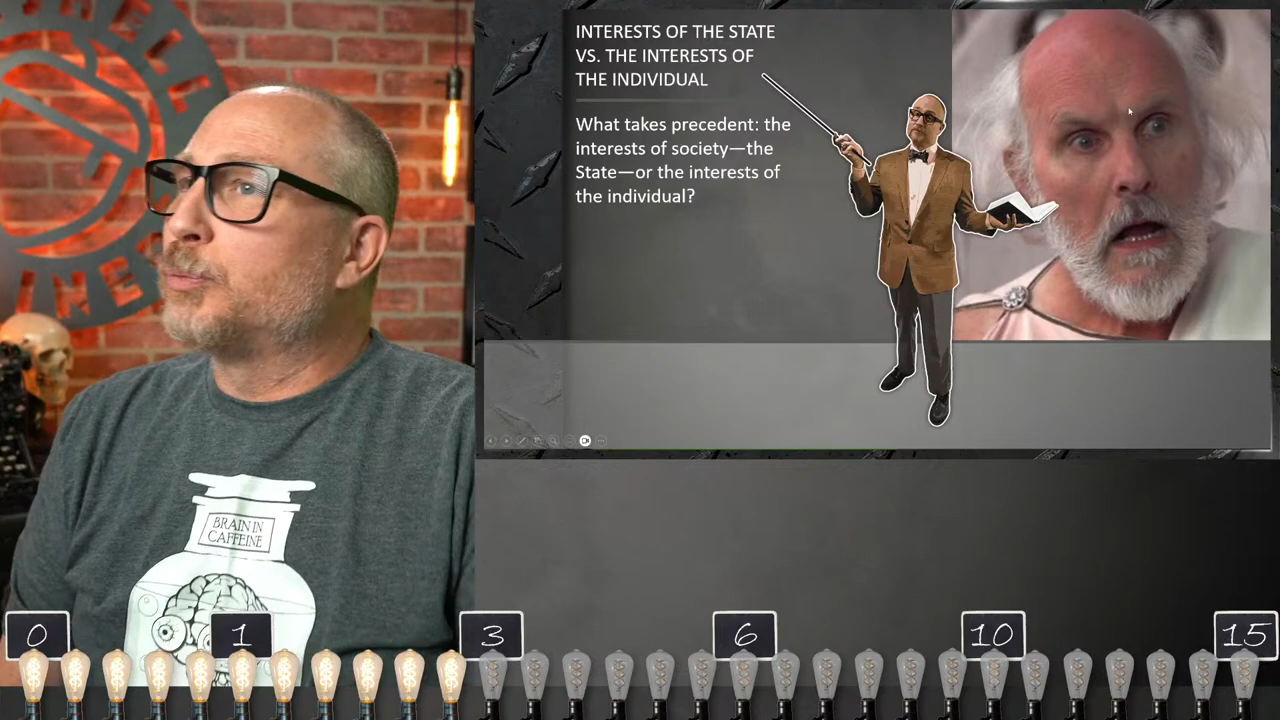 INTERESTS OF THE STATE
VS. THE INTERESTS OF
THE INDIVIDUAL
What takes precedent: the
interests of society—the
State—or the interests of
the individual?
BRAIN IN
CAFFEINE
0
1
3
6
10
15